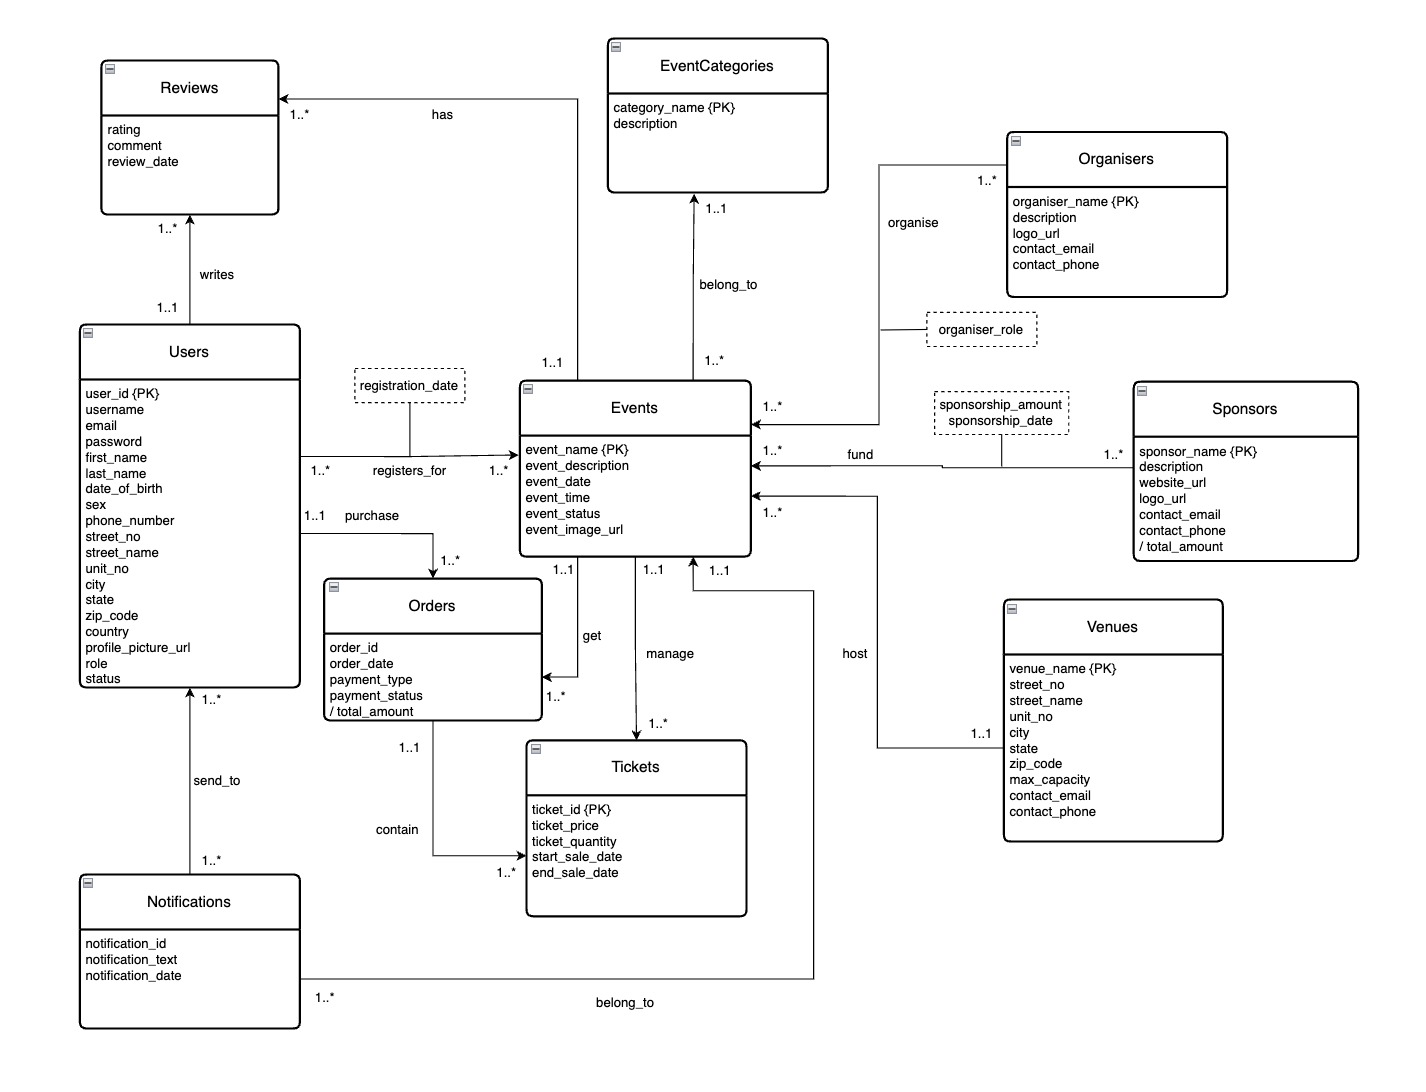 Reviews
rating
comment
review_date
1..*
has
EventCategories
category_name {PK}
description
Organisers
organiser_name {PK}
description
logo_url
contact_email
contact_phone
1..*
organise
1..*
writes
1..1
1..1
belong_to
1..*
1..1
organiser_role
Users
user_id {PK}
username
email
password
first_name
last_name
date_of_birth
sex
phone_number
street_no
street_name
unit_no
city
state
zip_code
country
profile_picture_url
role
status
registration_date
1..*
registers_for
1..*
Events
event_name {PK}
event_description
event_date
event_time
event_status
event_image_url
1..*
1..*
fund
sponsorship_amount
sponsorship_date
1..*
Sponsors
sponsor_name {PK}
description
website_url
logo_url
contact_email
contact_phone
/ total_amount
1..*
1..1
purchase
1..*
Orders
order_id
order_date
payment_type
payment_status
/ total_amount
1..1
get
1..*
1..1
manage
1..*
1..1
host
1..1
Venues
venue_name {PK}
street_no
street_name
unit_no
city
state
zip_code
max_capacity
contact_email
contact_phone
1..1
contain
1..*
Tickets
ticket_id {PK}
ticket_price
ticket_quantity
start_sale_date
end_sale_date
1..*
send_to
1..*
Notifications
notification_id
notification_text
notification_date
1..*
belong_to